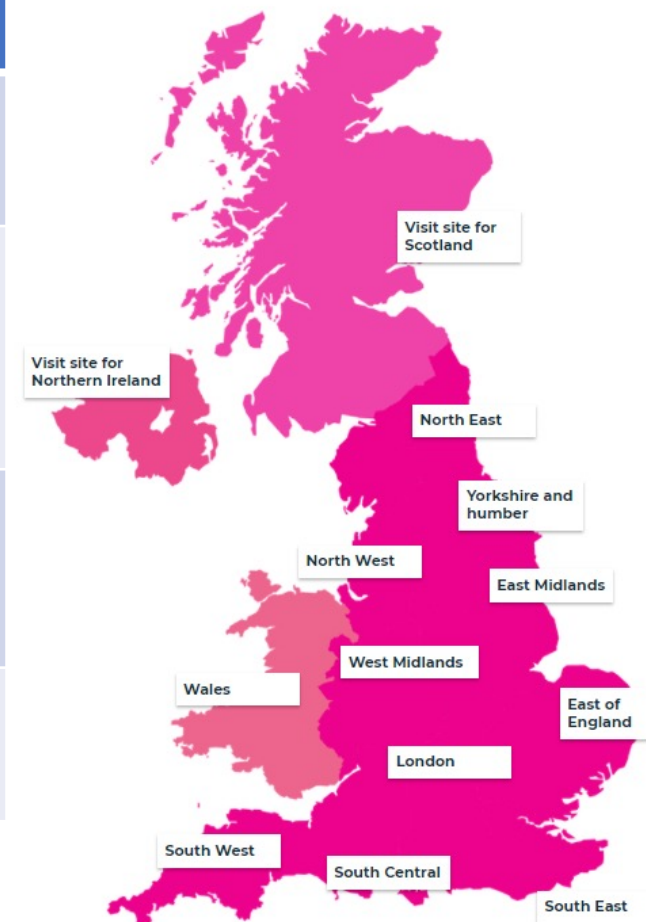 Visit site for
Scotland
Visit site for
Northern Ireland
North East
Yorkshire and
humber
North West
East Midlands
West Midlands
Wales
East of
England
London
South West
South Central
South East